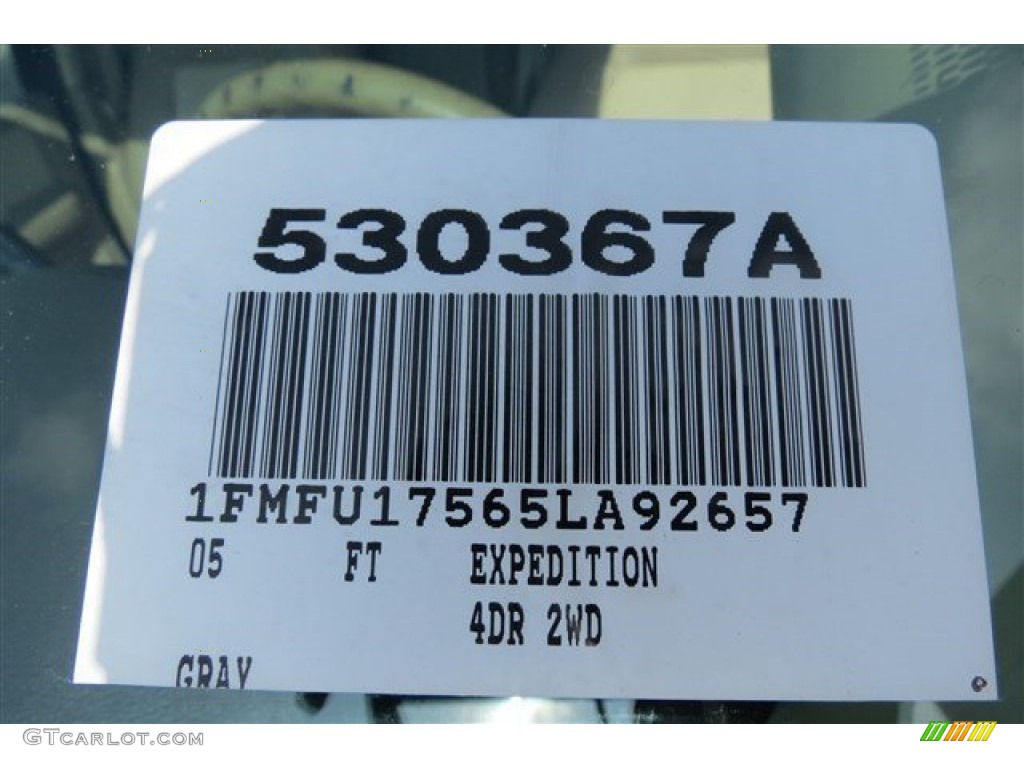 530367A
1FMFU17565LA92657
05 FT EXPEDITION
4DR 2WD
GRAY
GTCARLOT.COM